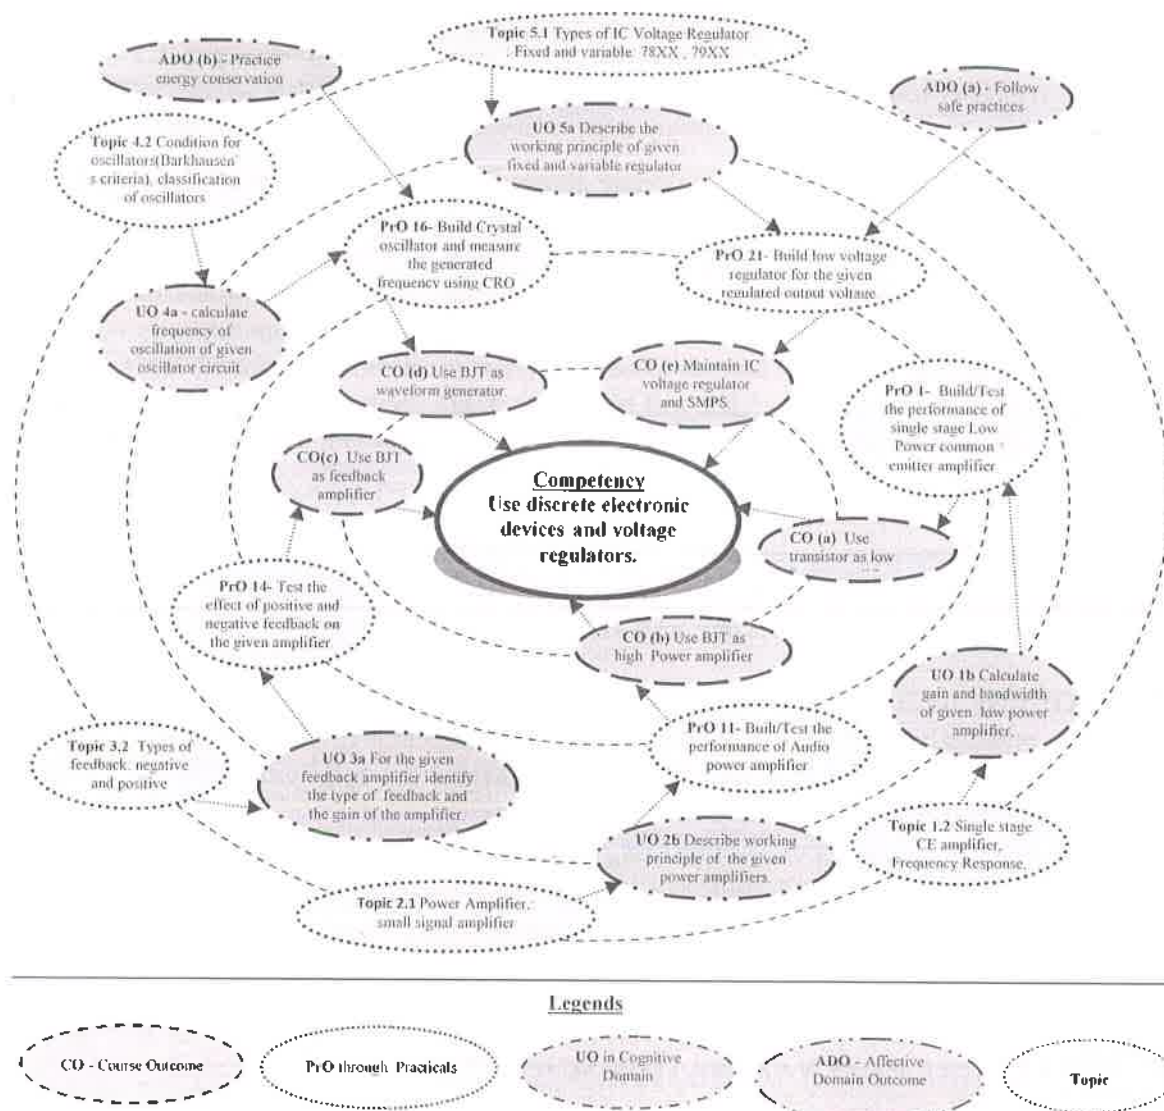 Topic 5.1 Types of IC Voltage Regulator
Fixed and variable 78XX , 79XX
ADO (b) - Practice
energy conservation
ADO (a) - Follow
safe practices
Topic 4.2 Condition for
oscillators(Barkhausen'
s criteria), classification
of oscillators
UO 5a Describe the
working principle of given
fixed and variable regulator
PrO 16- Build Crystal
oscillator and measure
the generated
frequency using CRO
PrO 21- Build low voltage
regulator for the given
regulated output voltage
UO 4a - calculate
frequency of
oscillation of given
oscillator circuit
CO (d) Use BJT as
waveform generator.
CO (e) Maintain IC
voltage regulator
and SMPS.
PrO 1- Build/Test
the performance of
single stage Low
Power common
emitter amplifier
CO(c) Use BJT
as feedback
amplifier
Competency
Use discrete electronic
devices and voltage
regulators.
CO (a) Use
transistor as low
PrO 14- Test the
effect of positive and
negative feedback on
the given amplifier
CO (b) Use BJT as
high Power amplifier
UO 1b Calculate
gain and bandwidth
of given low power
amplifier.
Topic 3.2 Types of
feedback, negative
and positive
UO 3a For the given
feedback amplifier identify
the type of feedback and
the gain of the amplifier.
PrO 11- Built/Test the
performance of Audio
power amplifier
UO 2b Describe working
principle of the given
power amplifiers.
Topic 1.2 Single stage
CE amplifier,
Frequency Response.
Topic 2.1 Power Amplifier,
small signal amplifier
Legends
CO - Course Outcome
PrO through Practicals
UO in Cognitive
Domain
ADO - Affective
Domain Outcome
Topic